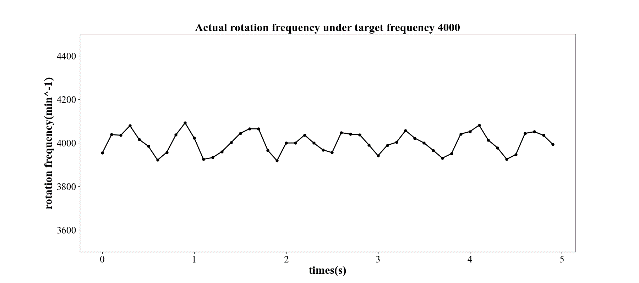 Actual rotation frequency under target frequency 4000
4400
4200
4000
3800
3600
rotation frequency(min^-1)
0 1 2 3 4 5
times(s)